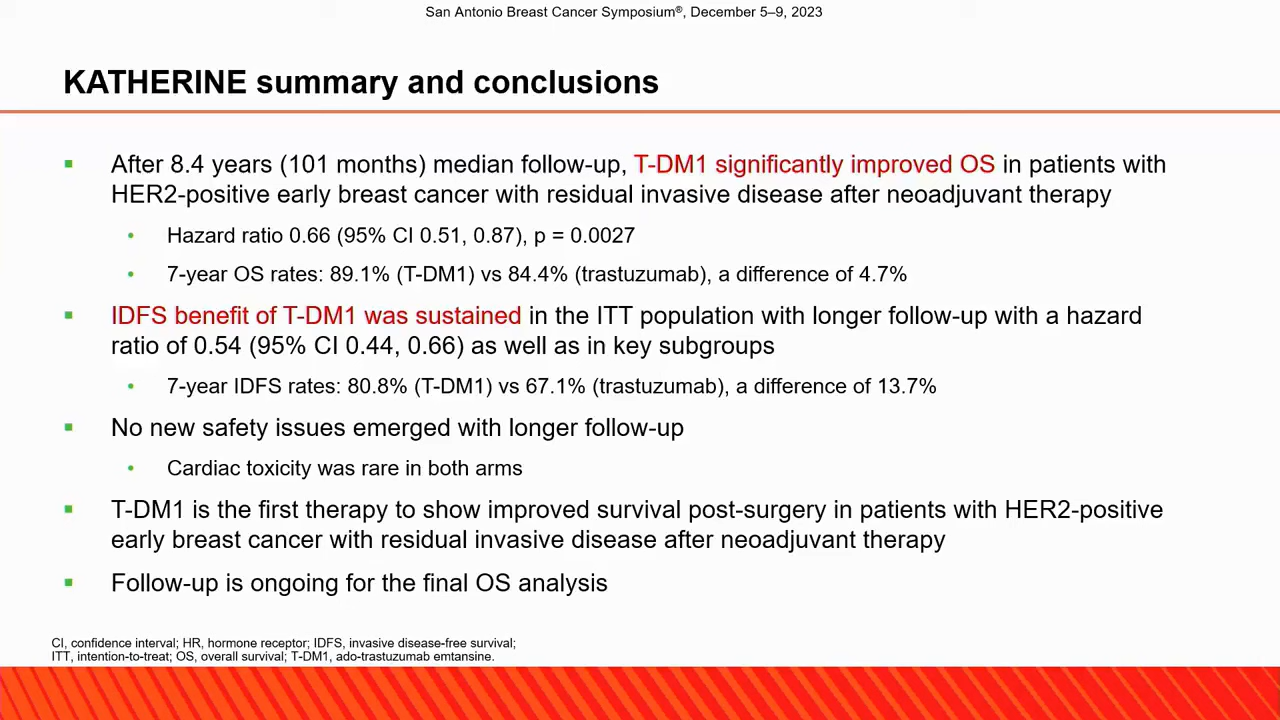 San Antonio Breast Cancer Symposium®, December 5–9, 2023
KATHERINE summary and conclusions
▪ After 8.4 years (101 months) median follow-up, T-DM1 significantly improved OS in patients with
HER2-positive early breast cancer with residual invasive disease after neoadjuvant therapy
• Hazard ratio 0.66 (95% CI 0.51, 0.87), p = 0.0027
• 7-year OS rates: 89.1% (T-DM1) vs 84.4% (trastuzumab), a difference of 4.7%
▪ IDFS benefit of T-DM1 was sustained in the ITT population with longer follow-up with a hazard
ratio of 0.54 (95% CI 0.44, 0.66) as well as in key subgroups
• 7-year IDFS rates: 80.8% (T-DM1) vs 67.1% (trastuzumab), a difference of 13.7%
▪ No new safety issues emerged with longer follow-up
• Cardiac toxicity was rare in both arms
▪ T-DM1 is the first therapy to show improved survival post-surgery in patients with HER2-positive
early breast cancer with residual invasive disease after neoadjuvant therapy
▪ Follow-up is ongoing for the final OS analysis
CI, confidence interval; HR, hormone receptor; IDFS, invasive disease-free survival;
ITT, intention-to-treat; OS, overall survival; T-DM1, ado-trastuzumab emtansine.